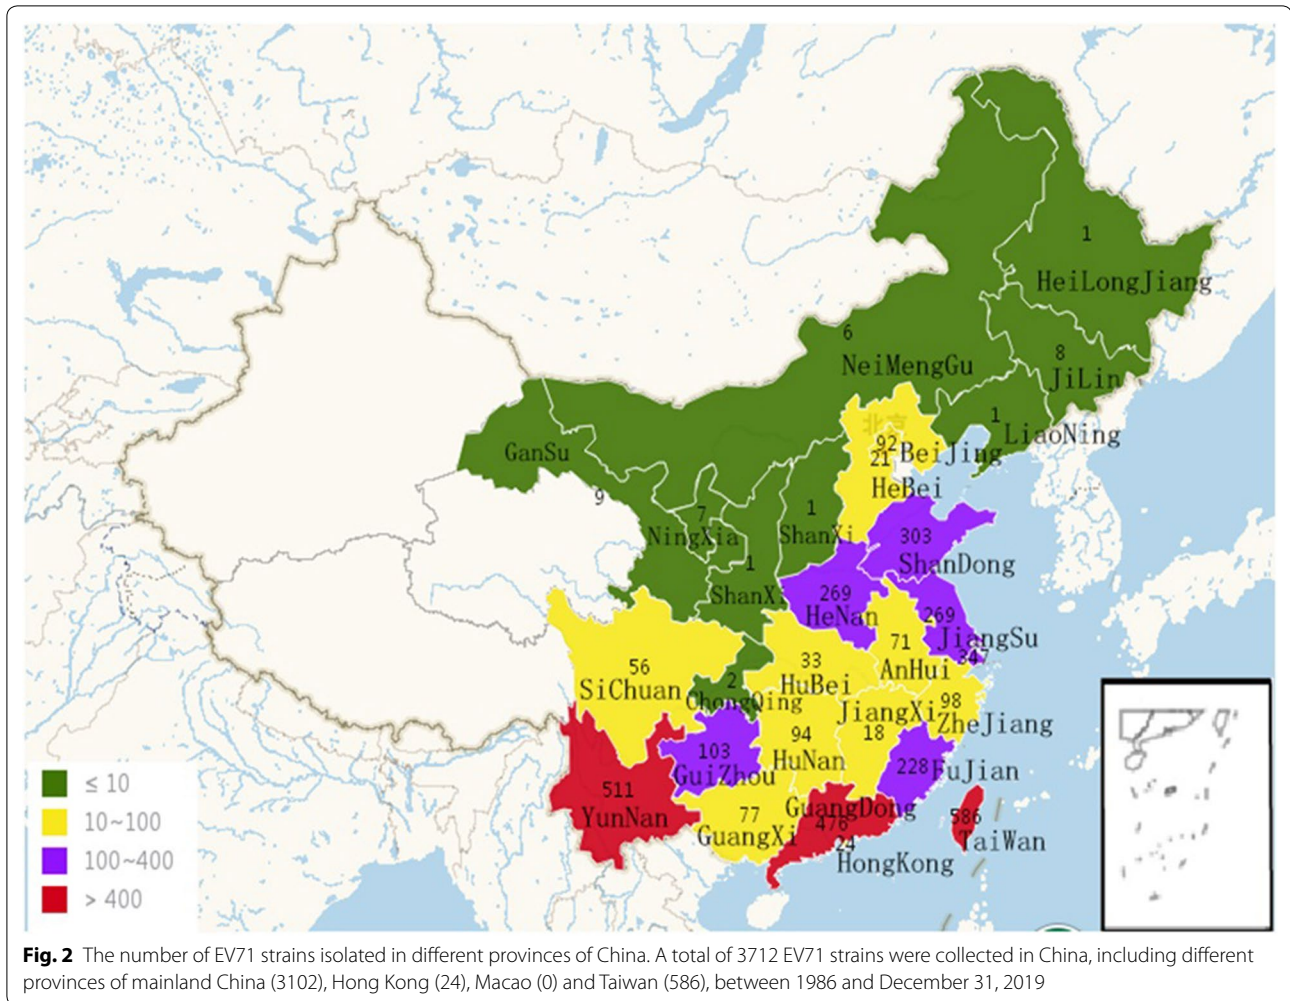 1
HeiLongJiang
6
NeiMengGu
8
JiLin
1
LiaoNing
北京
92
BeiJing
21
HeBei
GanSu
9
7
NingXia
1
ShanXi
1
ShanXi
303
ShanDong
269
HeNan
269
JiangSu
347
71
AnHui
56
SiChuan
2
ChongQing
33
HuBei
98
ZheJiang
JiangXi
18
94
HuNan
103
GuiZhou
228
FuJian
511
YunNan
77
GuangXi
GuangDong
476
24
HongKong
586
TaiWan
≤ 10
10~100
100~400
> 400
Fig. 2 The number of EV71 strains isolated in different provinces of China. A total of 3712 EV71 strains were collected in China, including different
provinces of mainland China (3102), Hong Kong (24), Macao (0) and Taiwan (586), between 1986 and December 31, 2019